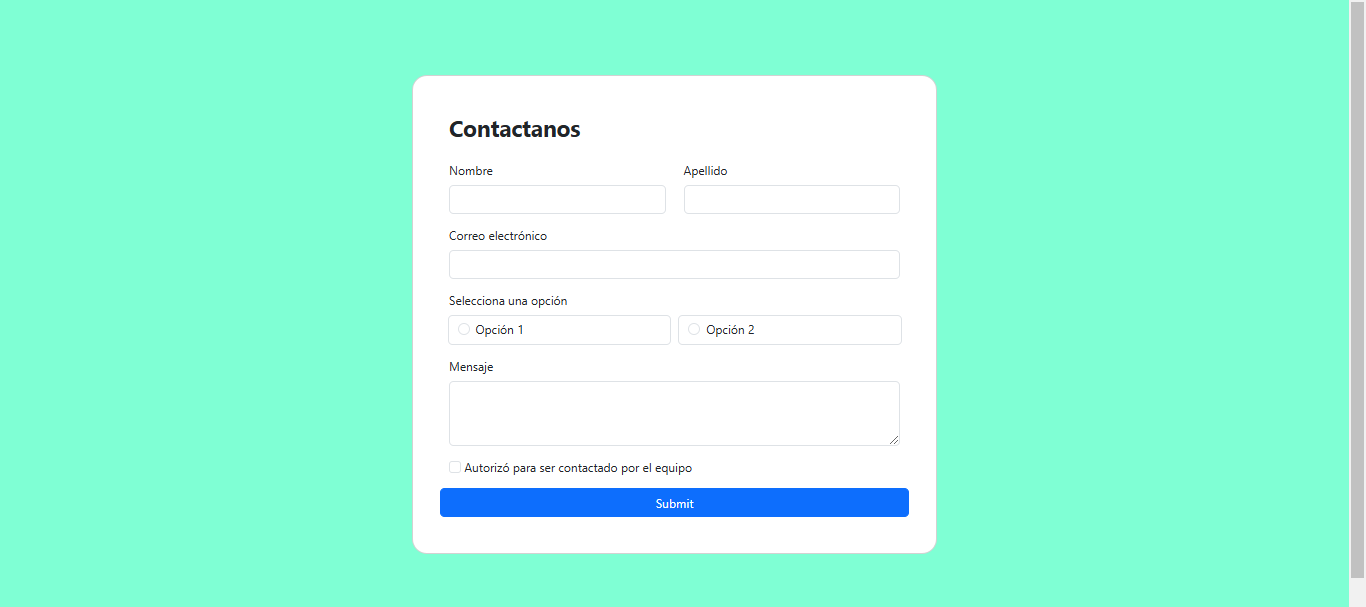 Contactanos
Nombre Apellido
Correo electrónico
Selecciona una opción
Opción 1 Opción 2
Mensaje
Autorizó para ser contactado por el equipo
Submit